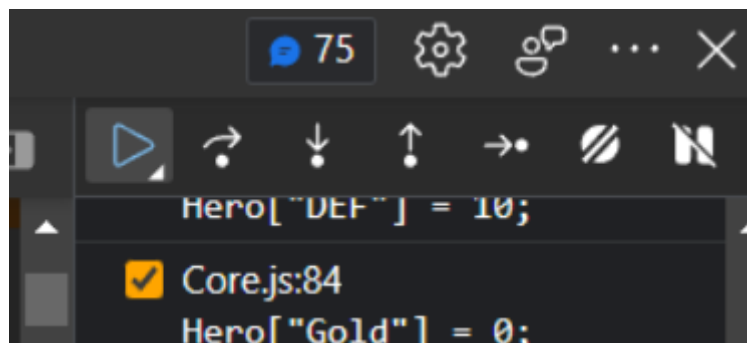 75
Hero["DEF"] = 10;
Core.js:84
Hero["Gold"] = 0;